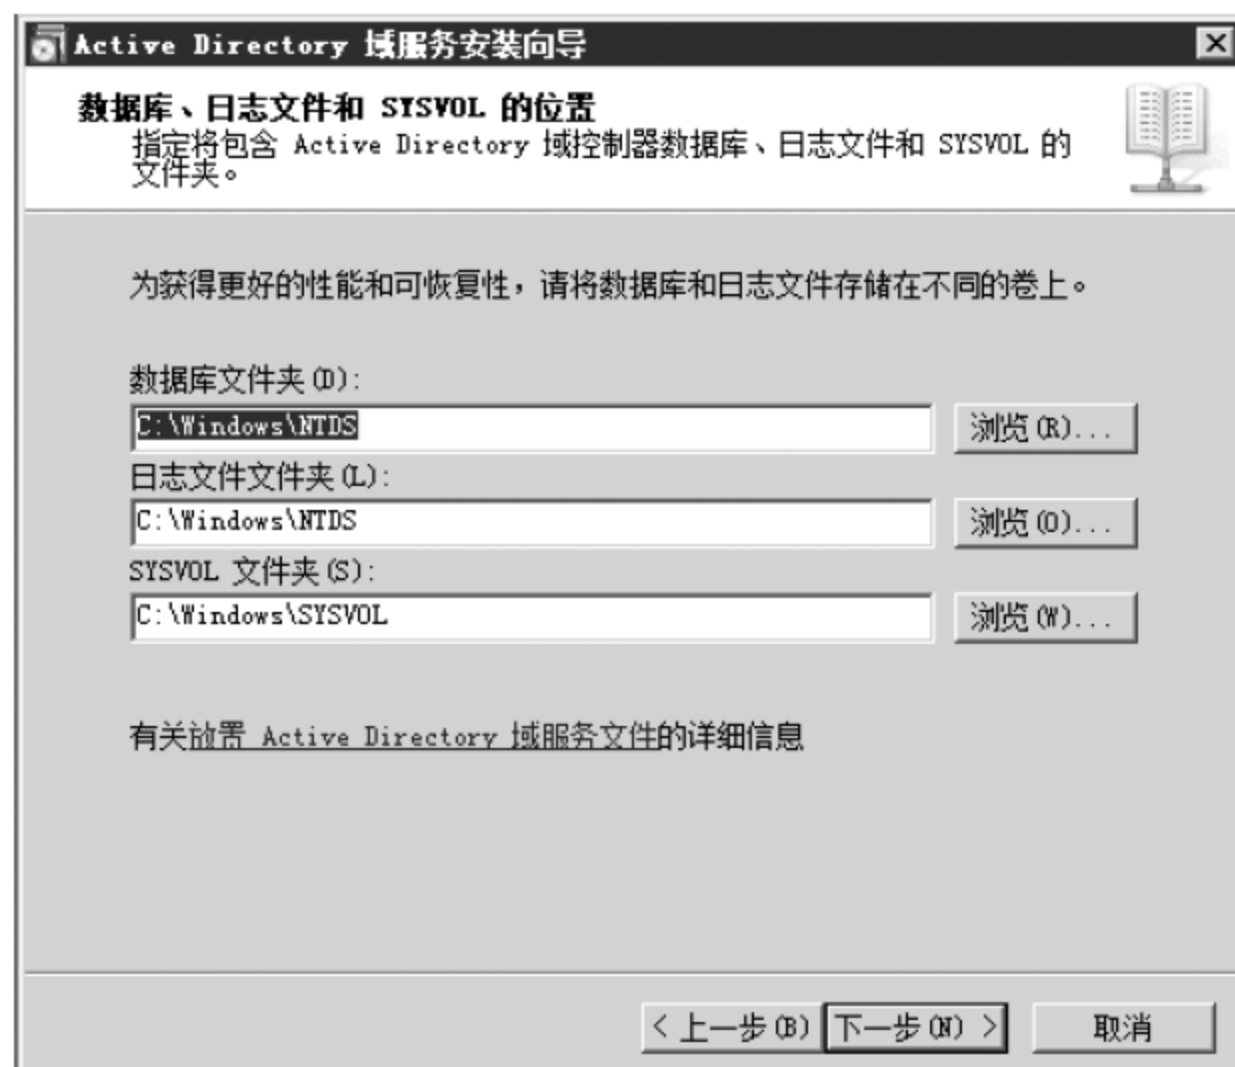 Active Directory 域服务安装向导
数据库、日志文件和 SYSVOL 的位置
指定将包含 Active Directory 域控制器数据库、日志文件和 SYSVOL 的
文件夹。
为获得更好的性能和可恢复性，请将数据库和日志文件存储在不同的卷上。
数据库文件夹(D):
C:\Windows\NTDS 浏览(R)...
日志文件文件夹(L):
C:\Windows\NTDS 浏览(O)...
SYSVOL 文件夹(S):
C:\Windows\SYSVOL 浏览(W)...
有关放置 Active Directory 域服务文件的详细信息
< 上一步(B) 下一步(N) > 取消